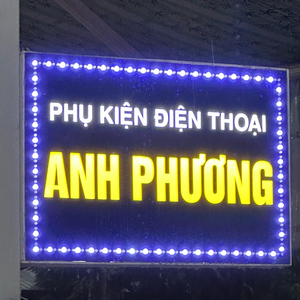 PHỤ KIỆN ĐIỆN THOẠI
ANH PHƯƠNG